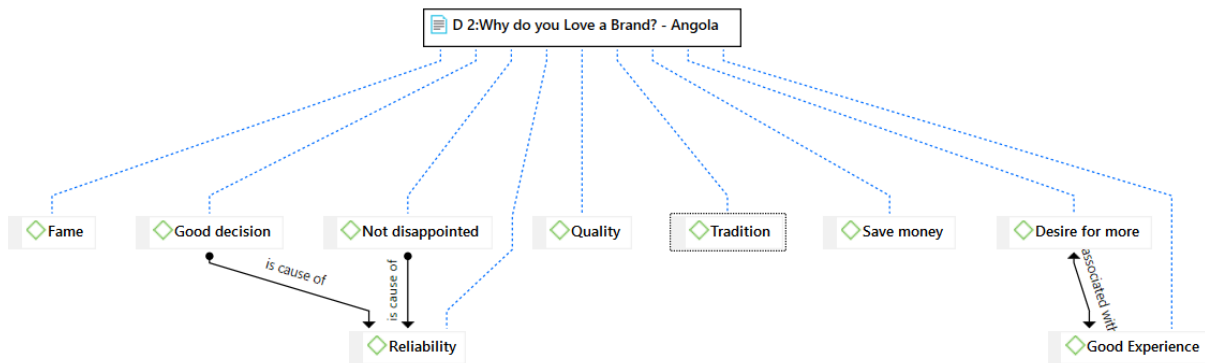 D 2:Why do you Love a Brand? - Angola
Fame
Good decision
Not disappointed
Quality
Tradition
Save money
Desire for more
is cause of
is cause of
associated with
Reliability
Good Experience